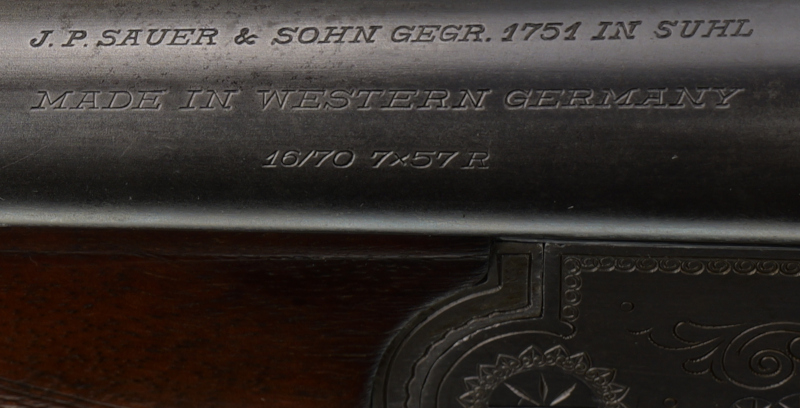 J. P. SAUER & SOHN GEGR. 1751 IN SUHL
MADE IN WESTERN GERMANY
16/70 7x57 R